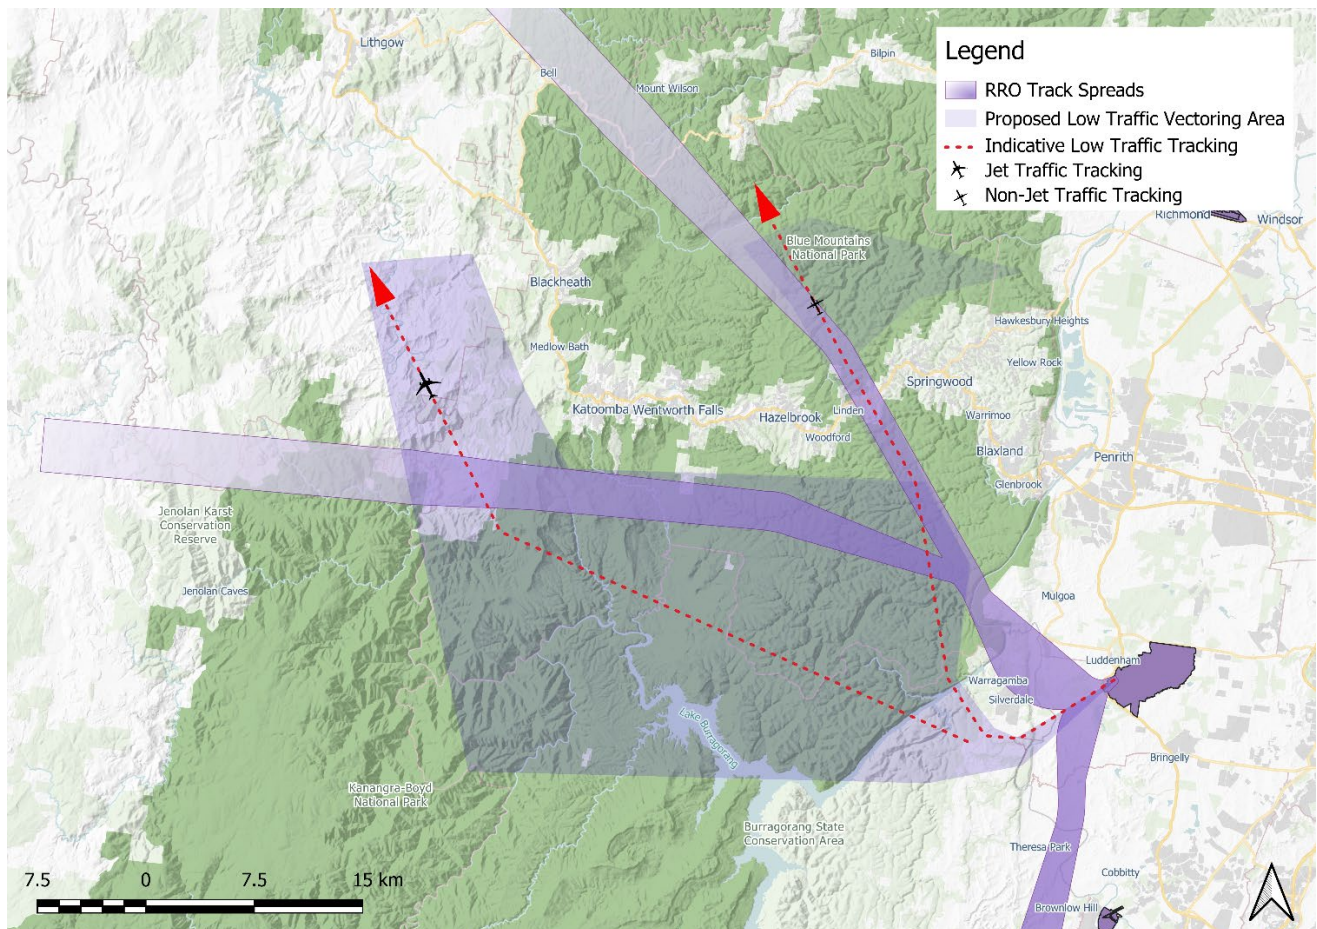 Lithgow
Bilpin
Bell
Mount Wilson
Legend
RRO Track Spreads
Proposed Low Traffic Vectoring Area
Indicative Low Traffic Tracking
Jet Traffic Tracking
Non-Jet Traffic Tracking
Richmond
Windsor
Blue Mountains
National Park
Blackheath
Hawkesbury Heights
Medlow Bath
Yellow Rock
Springwood
Katoomba
Wentworth Falls
Hazelbrook
Linden
Warrimoo
Woodford
Blaxland
Penrith
Glenbrook
Jenolan Karst
Conservation
Reserve
Jenolan Caves
Mulgoa
Luddenham
Warragamba
Silverdale
Lake Burragorang
Bringelly
Kanangra-Boyd
National Park
Burragorang State
Conservation Area
Theresa Park
Cobbitty
Brownlow Hill
7.5 0 7.5 15 km